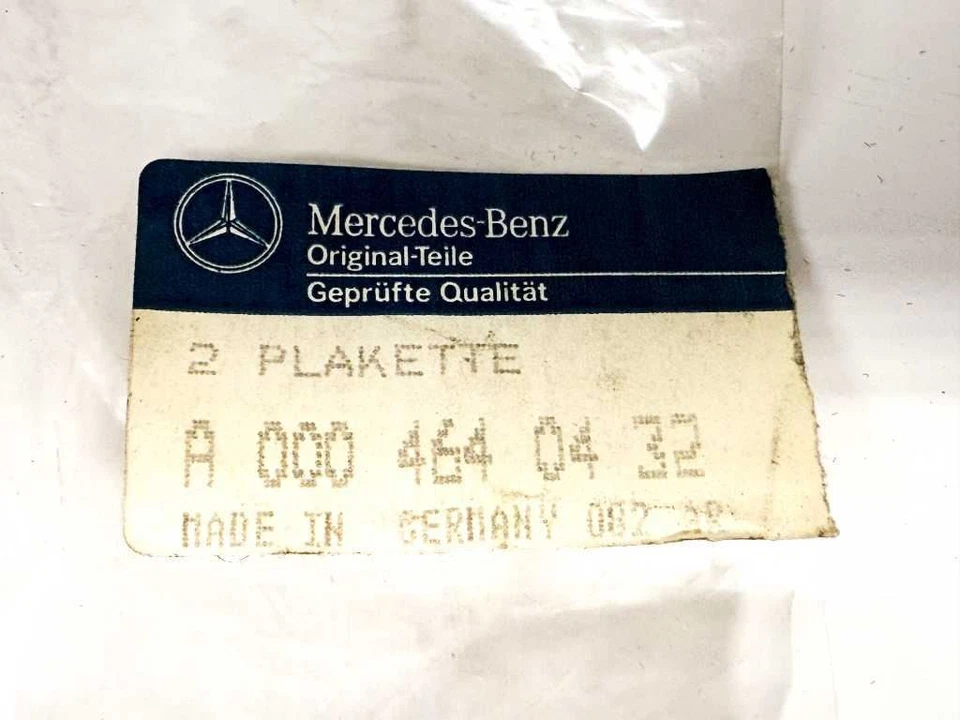 Mercedes-Benz
Original-Teile
Geprüfte Qualität
2 PLAKETTE
A 000 464 04 32
MADE IN GERMANY